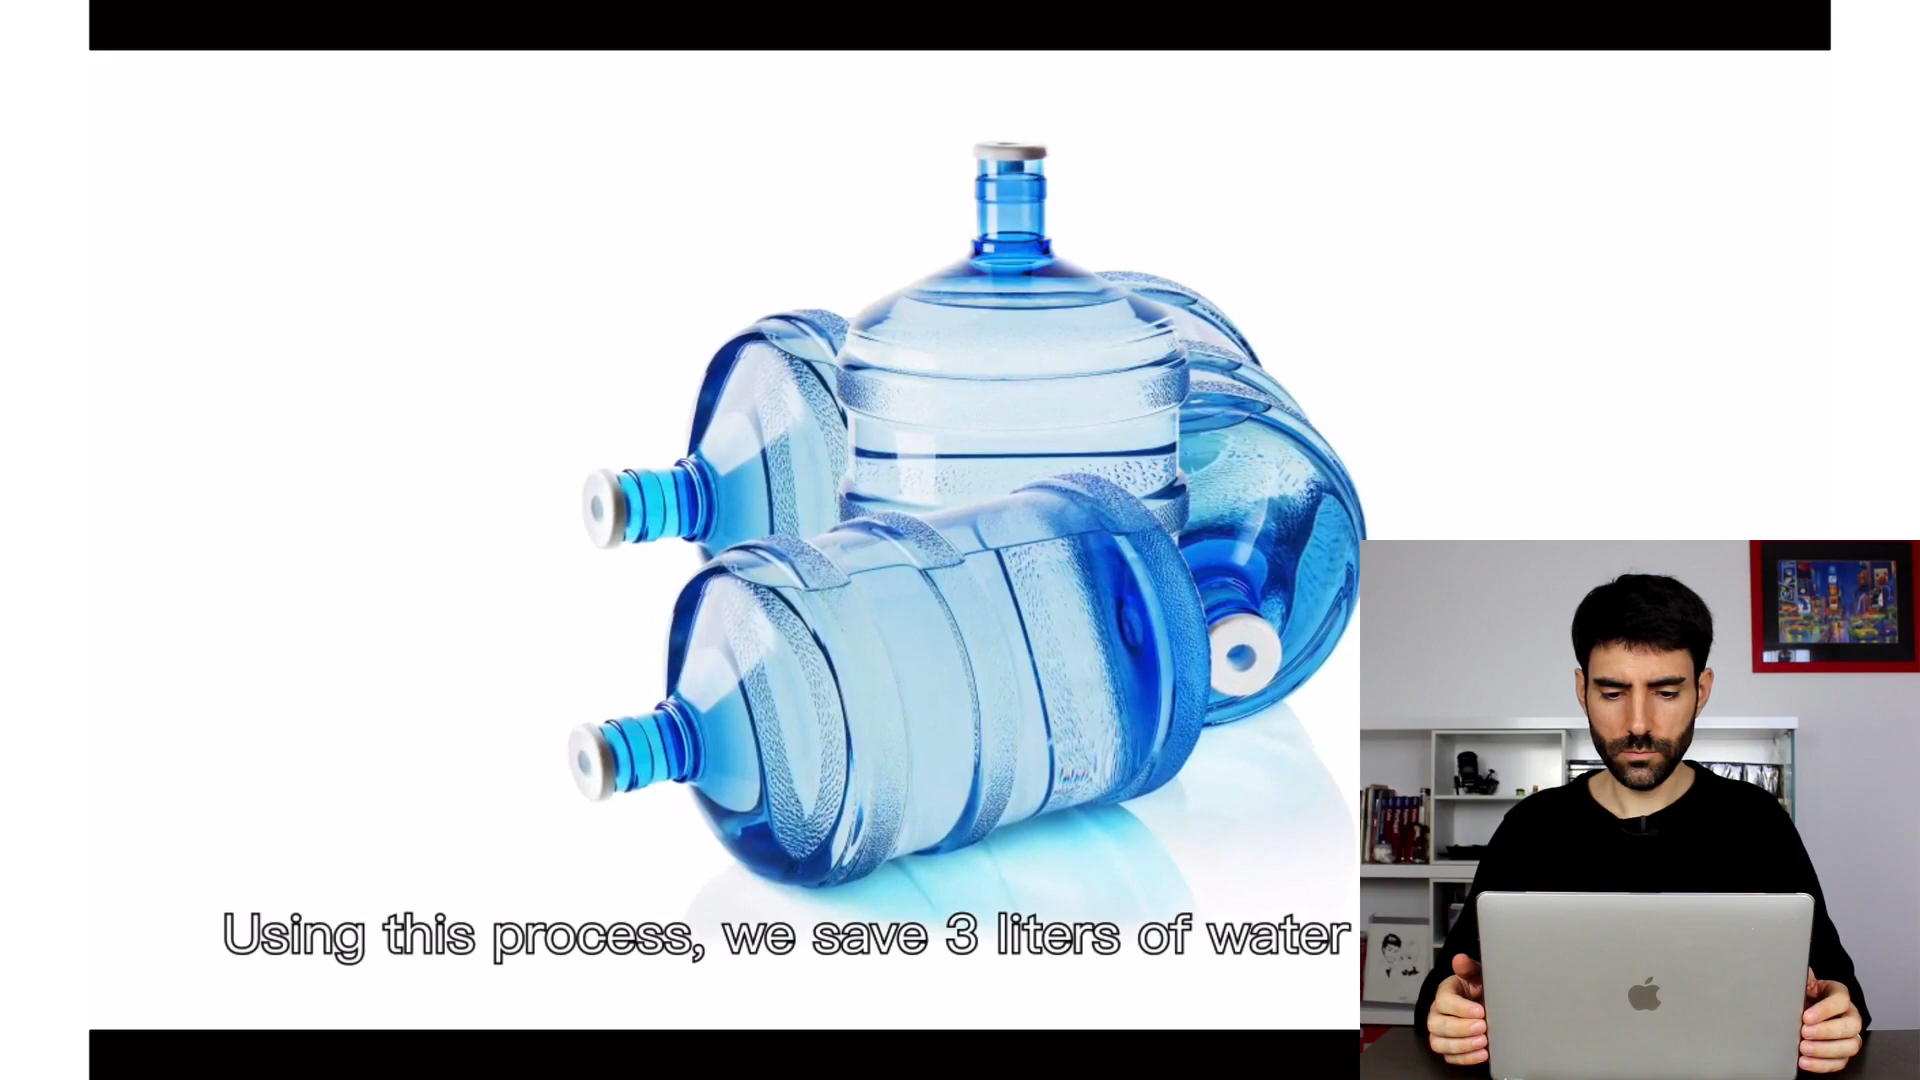 Using this process, we save 3 liters of water